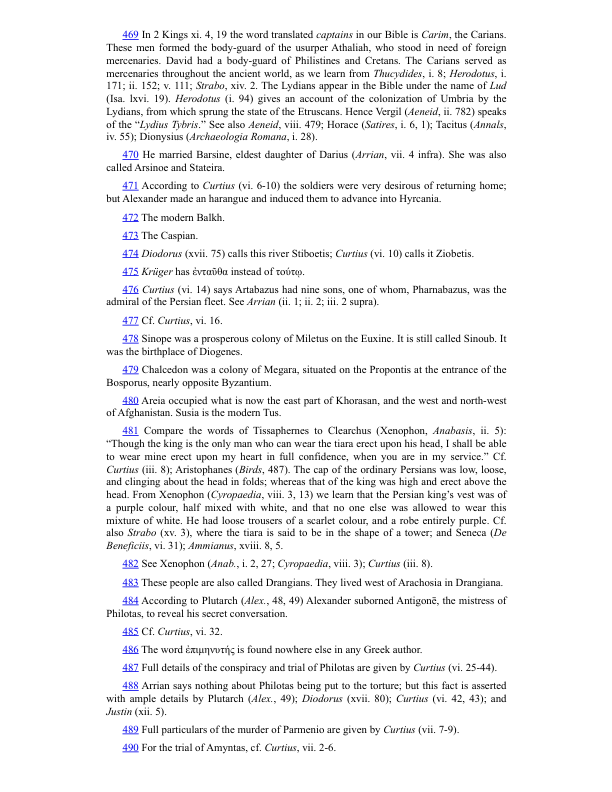 469 In 2 Kings xi. 4, 19 the word translated captains in our Bible is Carim, the Carians.
These men formed the body-guard of the usurper Athaliah, who stood in need of foreign
mercenaries. David had a body-guard of Philistines and Cretans. The Carians served as
mercenaries throughout the ancient world, as we learn from Thucydides, i. 8; Herodotus, i.
171; ii. 152; v. 111; Strabo, xiv. 2. The Lydians appear in the Bible under the name of Lud
(Isa. lxvi. 19). Herodotus (i. 94) gives an account of the colonization of Umbria by the
Lydians, from which sprung the state of the Etruscans. Hence Vergil (Aeneid, ii. 782) speaks
of the “Lydius Tybris.” See also Aeneid, viii. 479; Horace (Satires, i. 6, 1); Tacitus (Annals,
iv. 55); Dionysius (Archaeologia Romana, i. 28).
470 He married Barsine, eldest daughter of Darius (Arrian, vii. 4 infra). She was also
called Arsinoe and Stateira.
471 According to Curtius (vi. 6-10) the soldiers were very desirous of returning home;
but Alexander made an harangue and induced them to advance into Hyrcania.
472 The modern Balkh.
473 The Caspian.
474 Diodorus (xvii. 75) calls this river Stiboetis; Curtius (vi. 10) calls it Ziobetis.
475 Krüger has ἐνταῦθα instead of τούτῳ.
476 Curtius (vi. 14) says Artabazus had nine sons, one of whom, Pharnabazus, was the
admiral of the Persian fleet. See Arrian (ii. 1; ii. 2; iii. 2 supra).
477 Cf. Curtius, vi. 16.
478 Sinope was a prosperous colony of Miletus on the Euxine. It is still called Sinoub. It
was the birthplace of Diogenes.
479 Chalcedon was a colony of Megara, situated on the Propontis at the entrance of the
Bosporus, nearly opposite Byzantium.
480 Areia occupied what is now the east part of Khorasan, and the west and north-west
of Afghanistan. Susia is the modern Tus.
481 Compare the words of Tissaphernes to Clearchus (Xenophon, Anabasis, ii. 5):
“Though the king is the only man who can wear the tiara erect upon his head, I shall be able
to wear mine erect upon my heart in full confidence, when you are in my service.” Cf.
Curtius (iii. 8); Aristophanes (Birds, 487). The cap of the ordinary Persians was low, loose,
and clinging about the head in folds; whereas that of the king was high and erect above the
head. From Xenophon (Cyropaedia, viii. 3, 13) we learn that the Persian king’s vest was of
a purple colour, half mixed with white, and that no one else was allowed to wear this
mixture of white. He had loose trousers of a scarlet colour, and a robe entirely purple. Cf.
also Strabo (xv. 3), where the tiara is said to be in the shape of a tower; and Seneca (De
Beneficiis, vi. 31); Ammianus, xviii. 8, 5.
482 See Xenophon (Anab., i. 2, 27; Cyropaedia, viii. 3); Curtius (iii. 8).
483 These people are also called Drangians. They lived west of Arachosia in Drangiana.
484 According to Plutarch (Alex., 48, 49) Alexander suborned Antigonē, the mistress of
Philotas, to reveal his secret conversation.
485 Cf. Curtius, vi. 32.
486 The word ἐπιμηνυτής is found nowhere else in any Greek author.
487 Full details of the conspiracy and trial of Philotas are given by Curtius (vi. 25-44).
488 Arrian says nothing about Philotas being put to the torture; but this fact is asserted
with ample details by Plutarch (Alex., 49); Diodorus (xvii. 80); Curtius (vi. 42, 43); and
Justin (xii. 5).
489 Full particulars of the murder of Parmenio are given by Curtius (vii. 7-9).
490 For the trial of Amyntas, cf. Curtius, vii. 2-6.